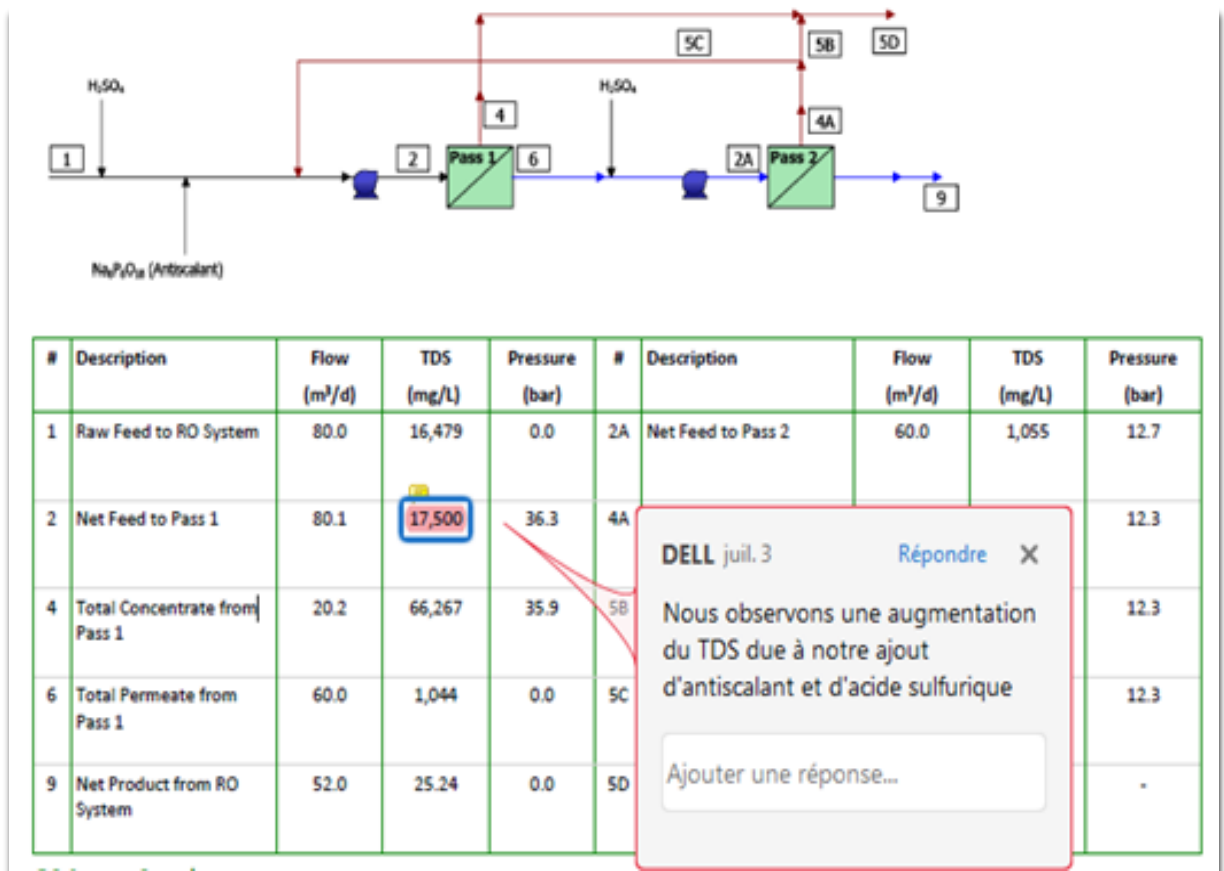 5C
5B
5D
H₂SO₄
H₂SO₄
4
4A
1
2
Pass 1
6
2A
Pass 2
9
Na₆P₆O₁₈ (Antiscalant)
# Description Flow TDS Pressure # Description Flow TDS Pressure
(m³/d) (mg/L) (bar) (m³/d) (mg/L) (bar)
1 Raw Feed to RO System 80.0 16,479 0.0 2A Net Feed to Pass 2 60.0 1,055 12.7
2 Net Feed to Pass 1 80.1 17,500 36.3 4A 12.3
4 Total Concentrate from 20.2 66,267 35.9 5B 12.3
Pass 1
6 Total Permeate from 60.0 1,044 0.0 5C 12.3
Pass 1
9 Net Product from RO 52.0 25.24 0.0 5D -
System
DELL juil. 3 Répondre
Nous observons une augmentation
du TDS due à notre ajout
d'antiscalant et d'acide sulfurique
Ajouter une réponse...